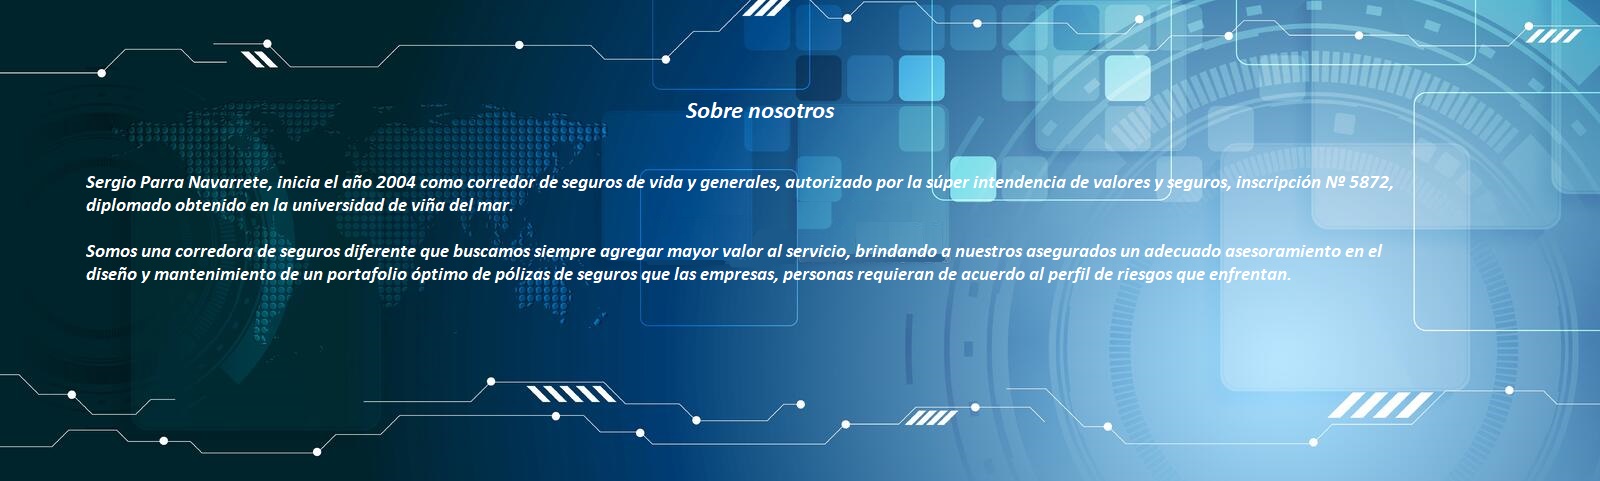 Sobre nosotros
Sergio Parra Navarrete, inicia el año 2004 como corredor de seguros de vida y generales, autorizado por la súper intendencia de valores y seguros, inscripción Nº 5872,
diplomado obtenido en la universidad de viña del mar.
Somos una corredora de seguros diferente que buscamos siempre agregar mayor valor al servicio, brindando a nuestros asegurados un adecuado asesoramiento en el
diseño y mantenimiento de un portafolio óptimo de pólizas de seguros que las empresas, personas requieran de acuerdo al perfil de riesgos que enfrentan.